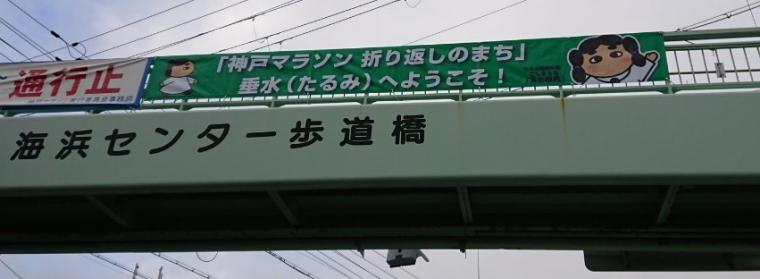 通行止
「神戸マラソン 折り返しのまち」
垂水(たるみ)へようこそ!
海浜センター歩道橋